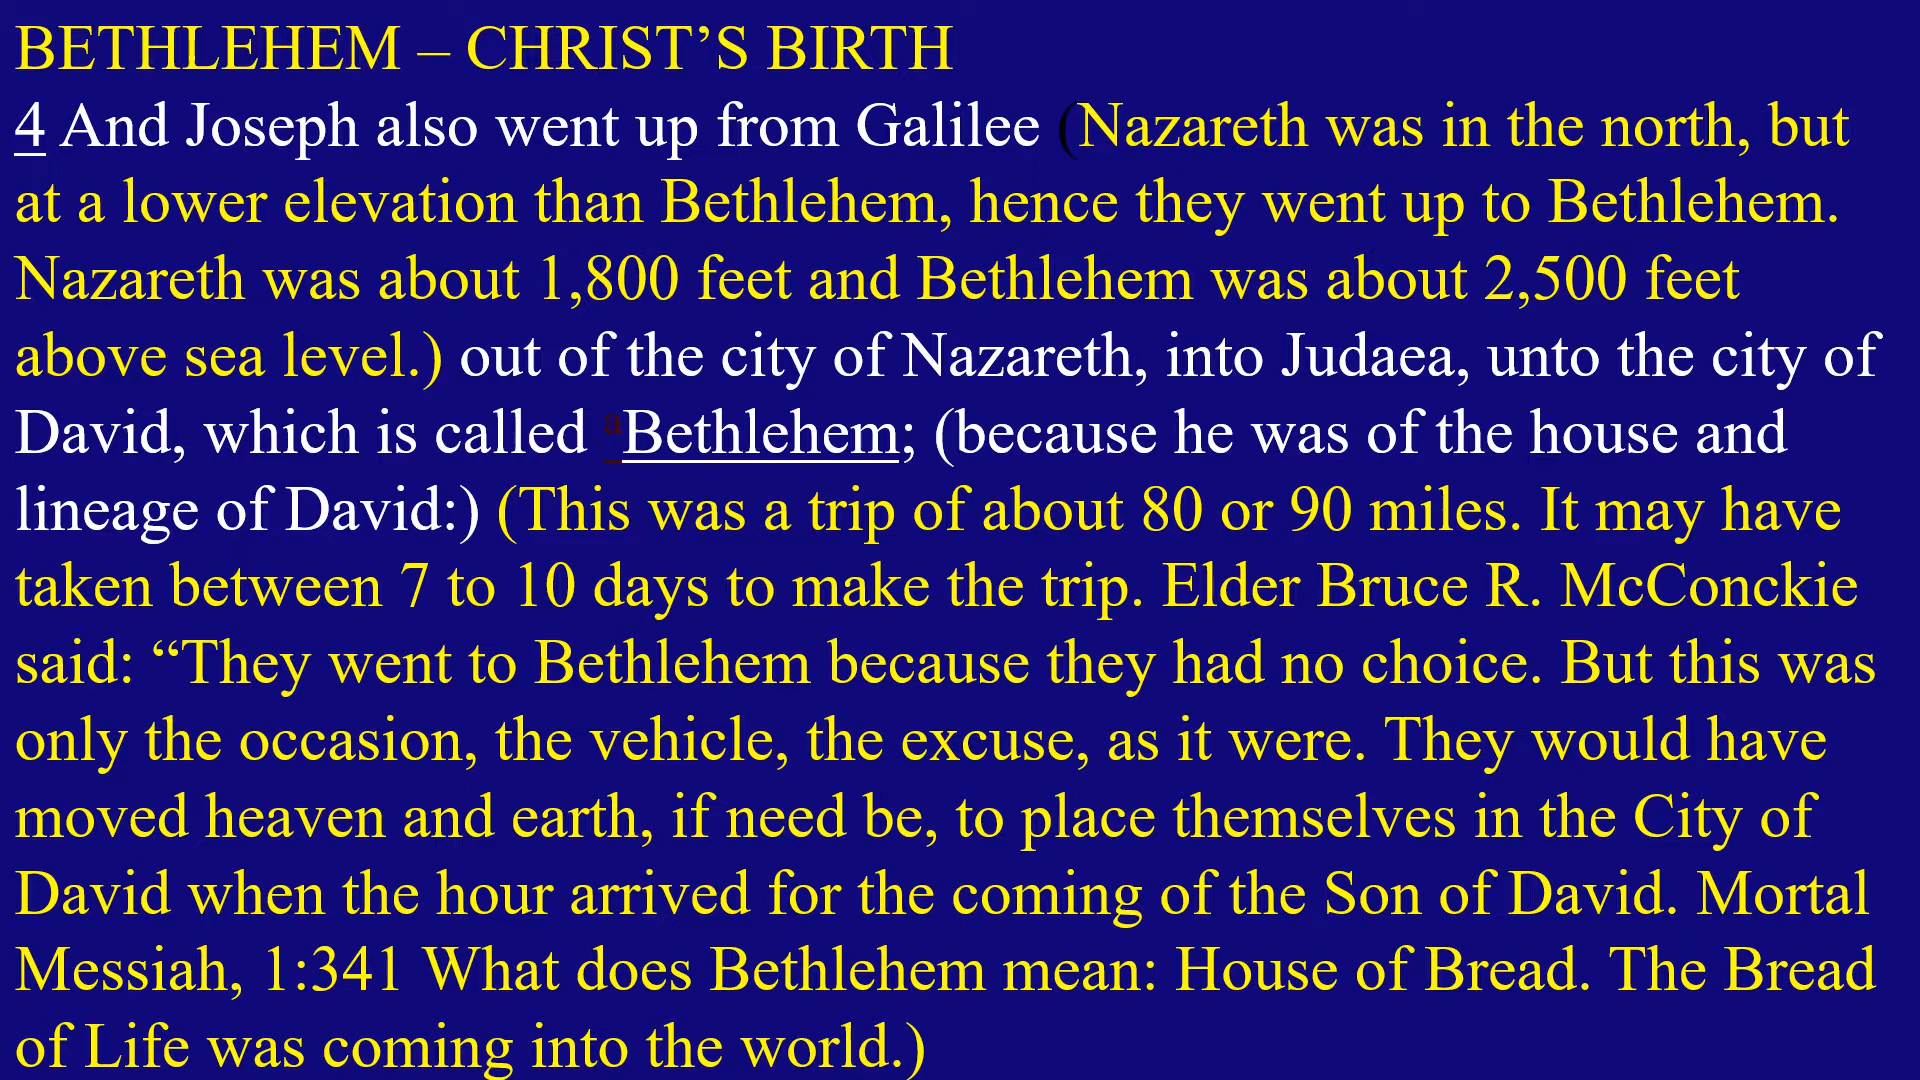 BETHLEHEM – CHRIST’S BIRTH
4 And Joseph also went up from Galilee (Nazareth was in the north, but
at a lower elevation than Bethlehem, hence they went up to Bethlehem.
Nazareth was about 1,800 feet and Bethlehem was about 2,500 feet
above sea level.) out of the city of Nazareth, into Judaea, unto the city of
David, which is called aBethlehem; (because he was of the house and
lineage of David:) (This was a trip of about 80 or 90 miles. It may have
taken between 7 to 10 days to make the trip. Elder Bruce R. McConckie
said: “They went to Bethlehem because they had no choice. But this was
only the occasion, the vehicle, the excuse, as it were. They would have
moved heaven and earth, if need be, to place themselves in the City of
David when the hour arrived for the coming of the Son of David. Mortal
Messiah, 1:341 What does Bethlehem mean: House of Bread. The Bread
of Life was coming into the world.)